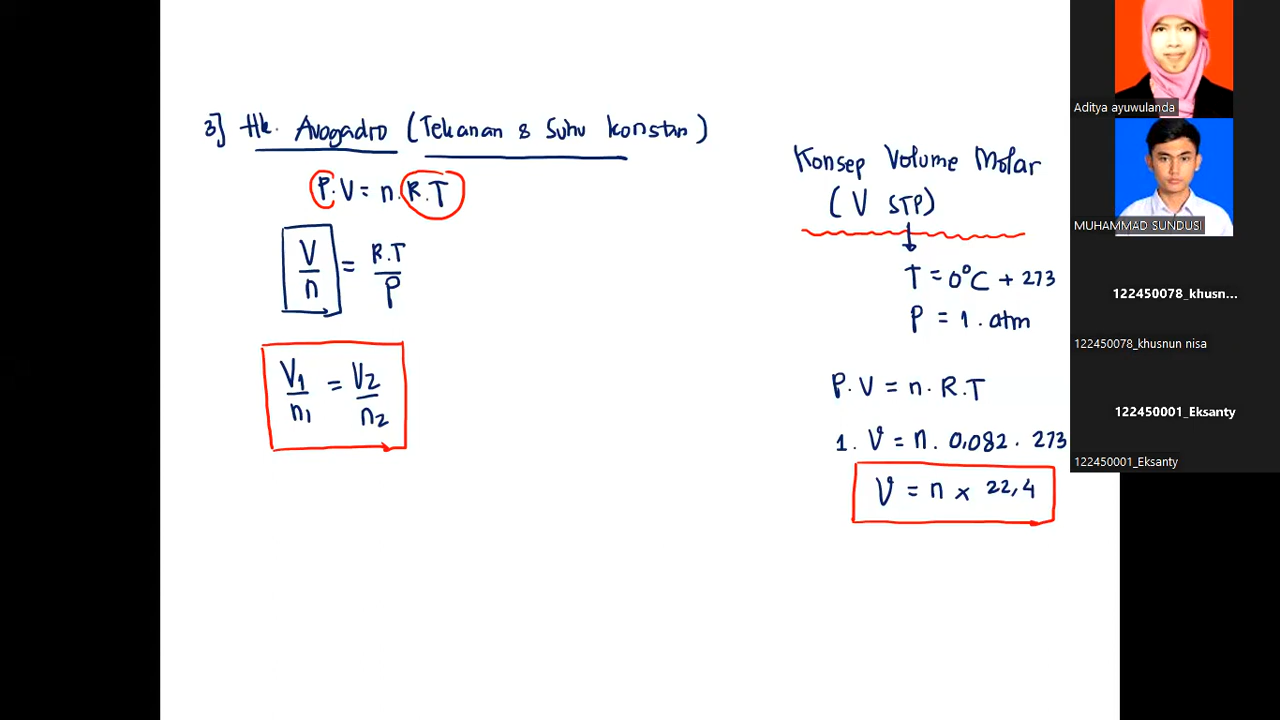 3] Hk. Avogadro (Tekanan & Suhu konstan)
P.V = n.R.T
V/n = R.T/P
V1/n1 = V2/n2
Konsep Volume Molar
(V STP)
T = 0°C + 273
P = 1 . atm
P.V = n. R.T
1. V = n. 0,082 . 273
V = n x 22,4
Aditya ayuwulanda
MUHAMMAD SUNDUSI
122450078_khusn...
122450078_khusnun nisa
122450001_Eksanty
122450001_Eksanty